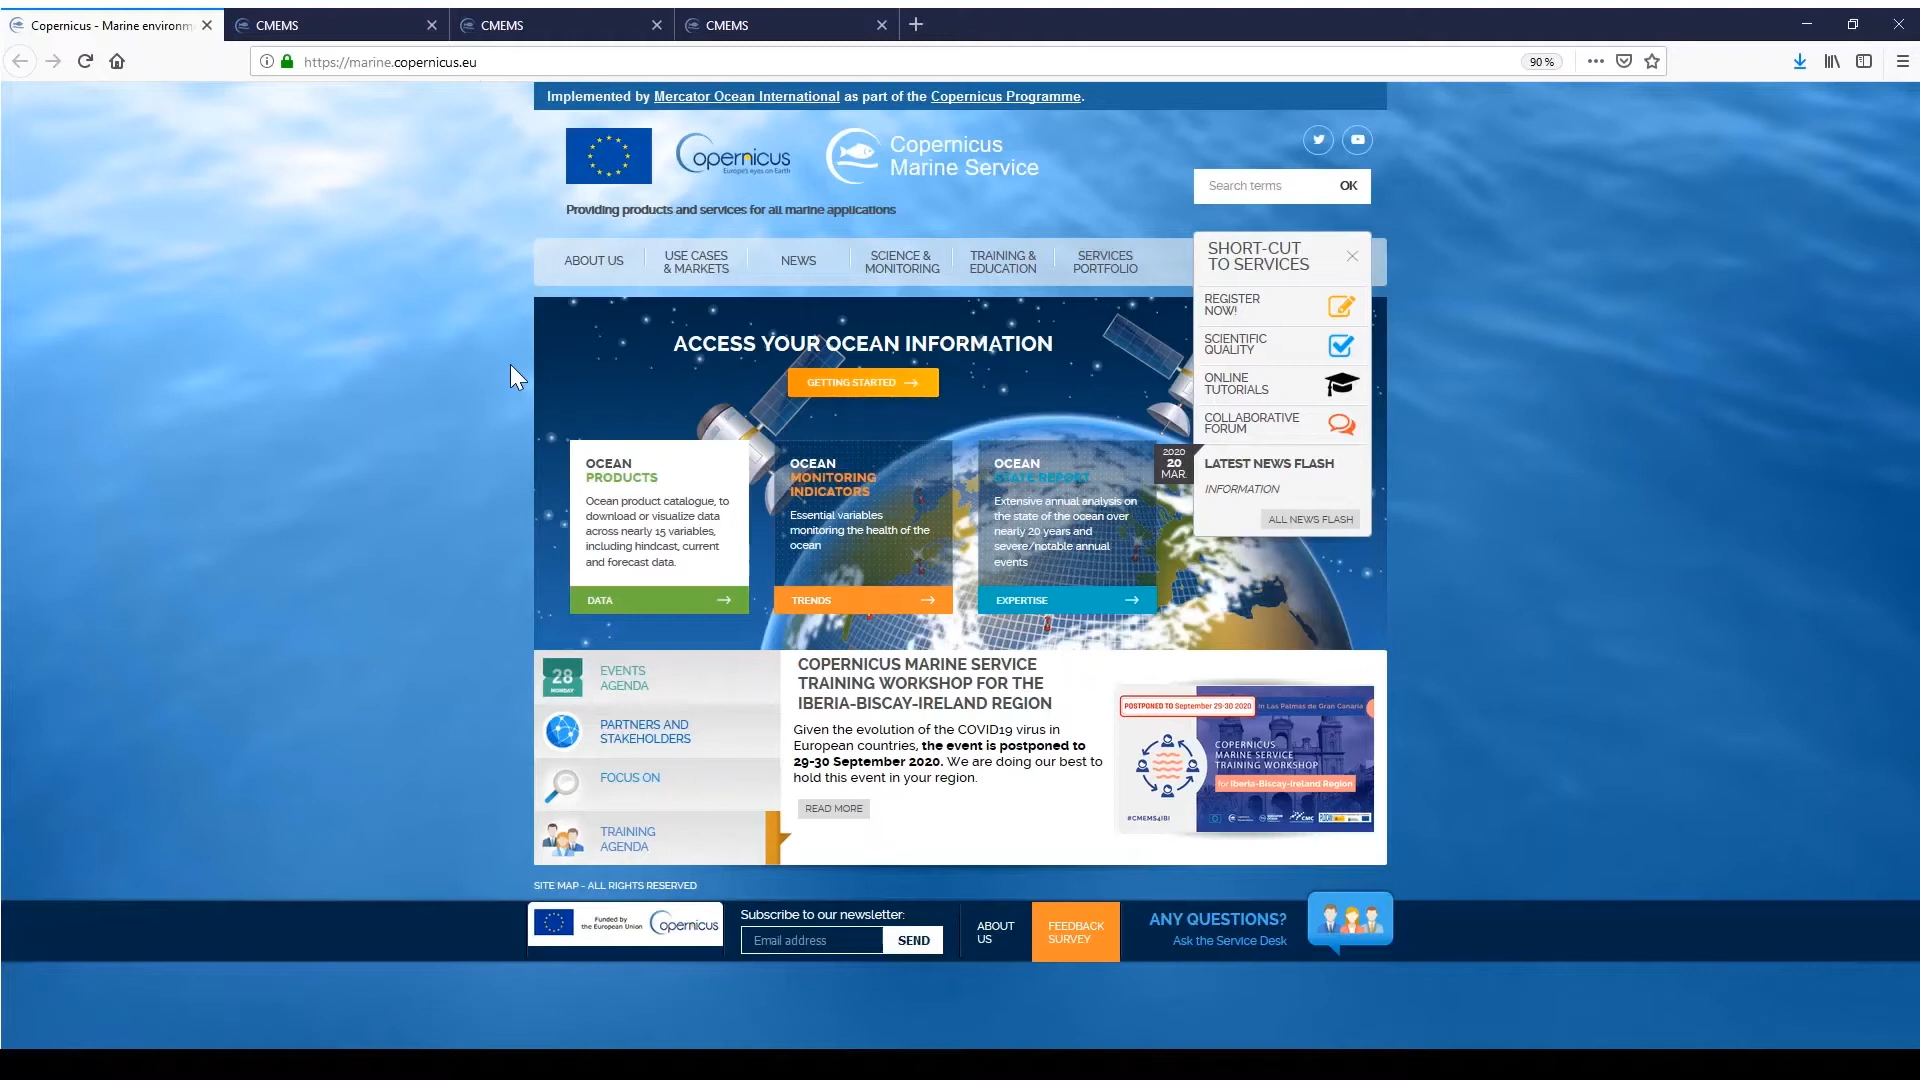 Copernicus - Marine environm
CMEMS
CMEMS
CMEMS
https://marine.copernicus.eu
90 %
Implemented by Mercator Ocean International as part of the Copernicus Programme.
Copernicus
Europe's eyes on Earth
Copernicus
Marine Service
Search terms
OK
Providing products and services for all marine applications
ABOUT US
USE CASES
& MARKETS
NEWS
SCIENCE &
MONITORING
TRAINING &
EDUCATION
SERVICES
PORTFOLIO
SHORT-CUT
TO SERVICES
REGISTER
NOW!
SCIENTIFIC
QUALITY
ONLINE
TUTORIALS
COLLABORATIVE
FORUM
2020
20
MAR.
LATEST NEWS FLASH
INFORMATION
ALL NEWS FLASH
ACCESS YOUR OCEAN INFORMATION
GETTING STARTED
OCEAN
PRODUCTS
Ocean product catalogue, to
download or visualize data
across nearly 15 variables,
including hindcast, current
and forecast data.
DATA
OCEAN
MONITORING
INDICATORS
Essential variables
monitoring the health of the
ocean
TRENDS
OCEAN
STATE REPORT
Extensive annual analysis on
the state of the ocean over
nearly 20 years and
severe/notable annual
events
EXPERTISE
28
MONDAY
EVENTS
AGENDA
PARTNERS AND
STAKEHOLDERS
FOCUS ON
TRAINING
AGENDA
COPERNICUS MARINE SERVICE
TRAINING WORKSHOP FOR THE
IBERIA-BISCAY-IRELAND REGION
Given the evolution of the COVID19 virus in
European countries, the event is postponed to
29-30 September 2020. We are doing our best to
hold this event in your region.
READ MORE
POSTPONED TO September 29-30 2020 in Las Palmas de Gran Canaria
COPERNICUS
MARINE SERVICE
TRAINING WORKSHOP
for Iberia-Biscay-Ireland Region
#CMEMS4IBI
SITE MAP - ALL RIGHTS RESERVED
Funded by
the European Union
Copernicus
Subscribe to our newsletter:
Email address
SEND
ABOUT
US
FEEDBACK
SURVEY
ANY QUESTIONS?
Ask the Service Desk